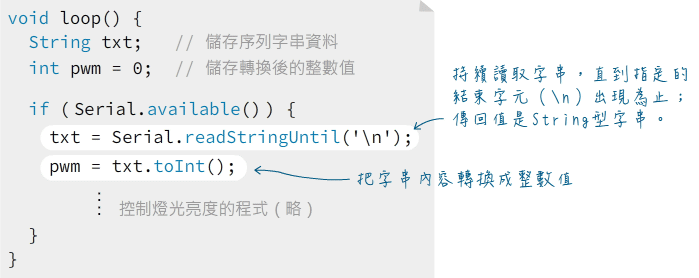 void loop() {
String txt; // 儲存序列字串資料
int pwm = 0; // 儲存轉換後的整數值
if (Serial.available()) {
txt = Serial.readStringUntil('\n');
pwm = txt.toInt();
⋮ 控制燈光亮度的程式（略）
}
}
持續讀取字串，直到指定的
結束字元（\n）出現為止；
傳回值是String型字串。
把字串內容轉換成整數值